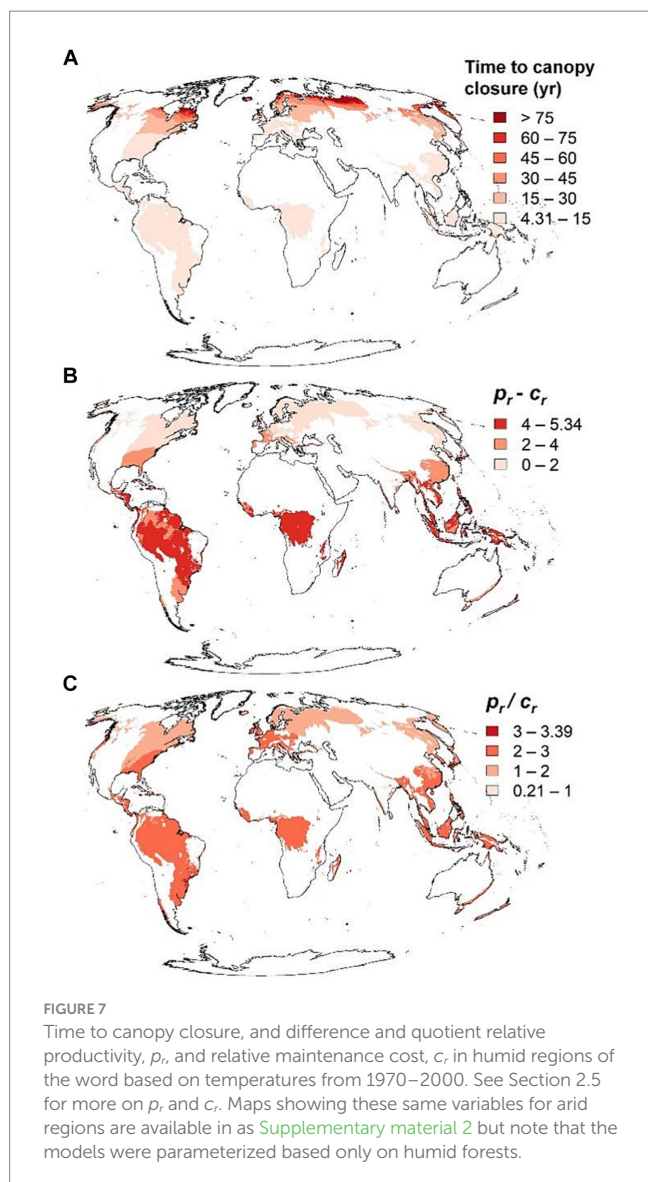 A
Time to canopy
closure (yr)
> 75
60 – 75
45 – 60
30 – 45
15 – 30
4.31 – 15
B
pr - cr
4 – 5.34
2 – 4
0 – 2
C
pr / cr
3 – 3.39
2 – 3
1 – 2
0.21 – 1
FIGURE 7
Time to canopy closure, and difference and quotient relative
productivity, pr, and relative maintenance cost, cr in humid regions of
the word based on temperatures from 1970–2000. See Section 2.5
for more on pr and cr. Maps showing these same variables for arid
regions are available in as Supplementary material 2 but note that the
models were parameterized based only on humid forests.